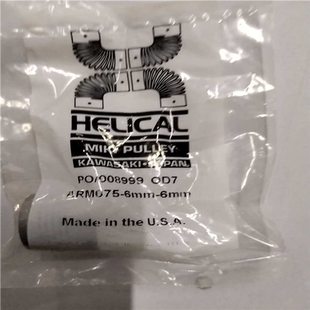 HELICAL
MIKI PULLEY
KAWASAKI-JAPAN
PO/008999 OD7
ARM075-6mm-6mm
Made in the U.S.A.